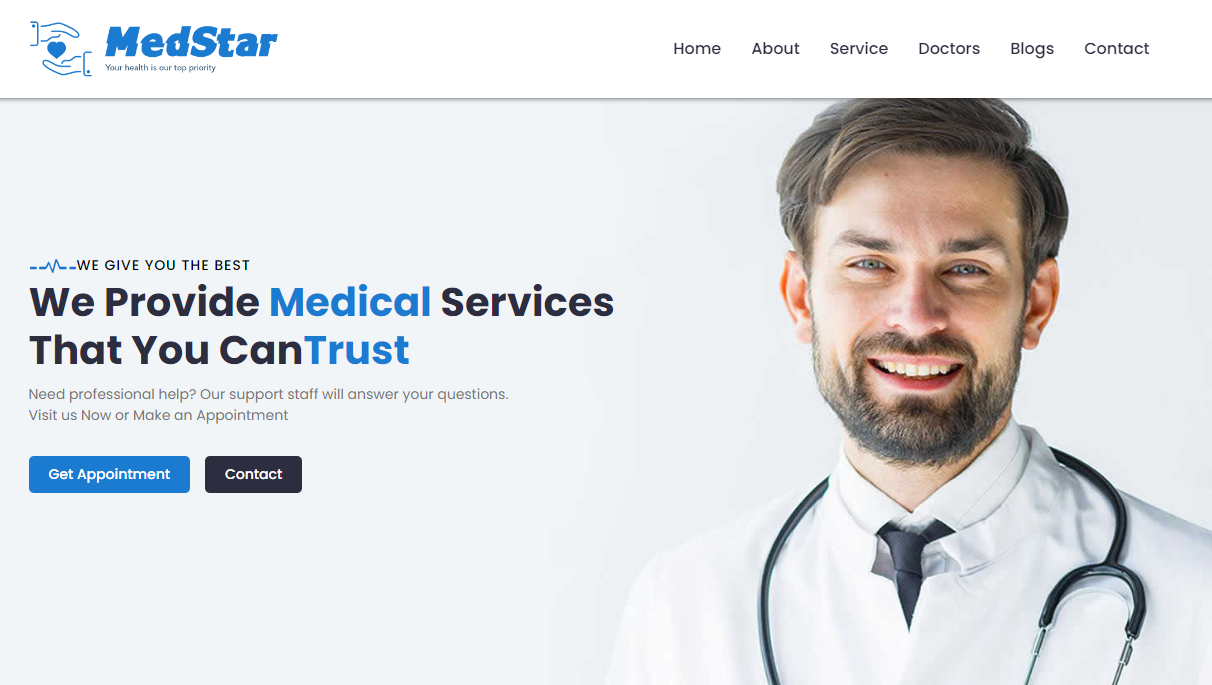 MedStar
Your health is our top priority
Home About Service Doctors Blogs Contact
WE GIVE YOU THE BEST
We Provide Medical Services
That You CanTrust
Need professional help? Our support staff will answer your questions.
Visit us Now or Make an Appointment
Get Appointment Contact